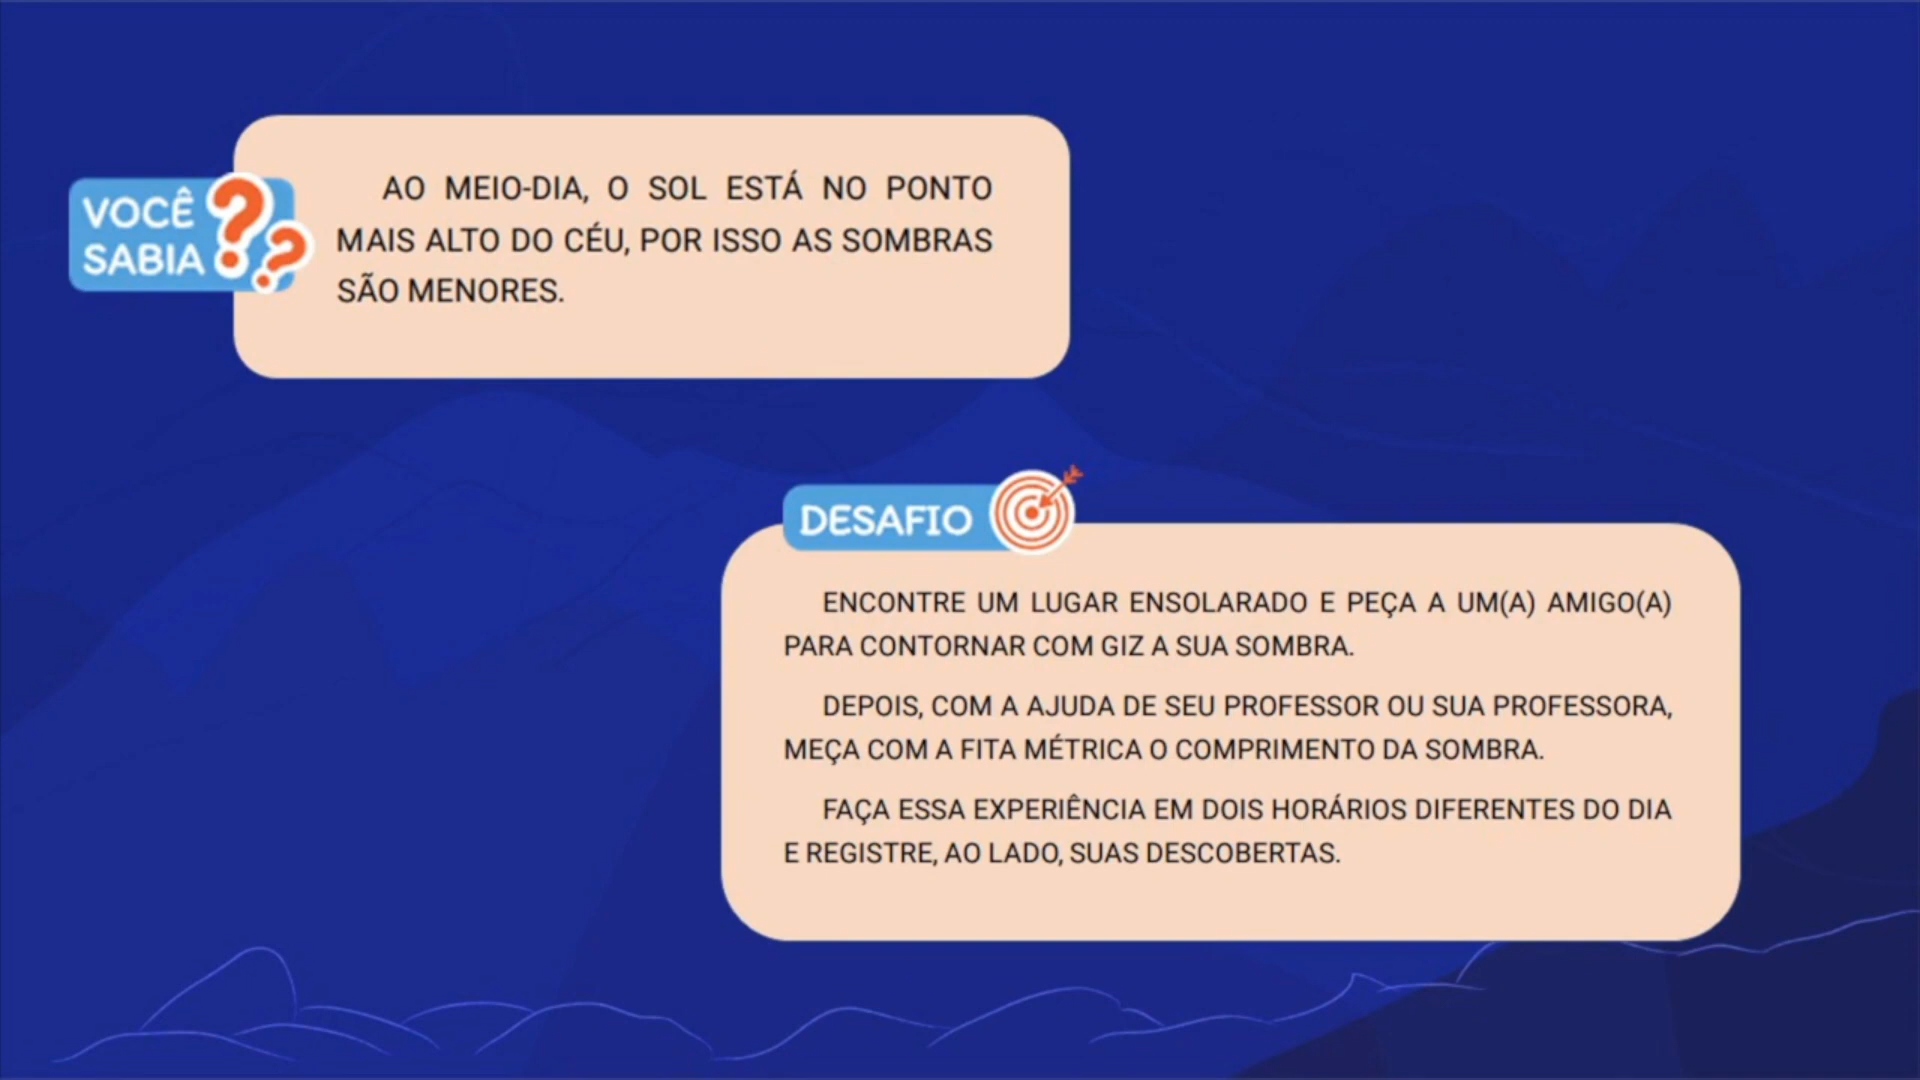 VOCÊ
SABIA
AO MEIO-DIA, O SOL ESTÁ NO PONTO
MAIS ALTO DO CÉU, POR ISSO AS SOMBRAS
SÃO MENORES.
DESAFIO
ENCONTRE UM LUGAR ENSOLARADO E PEÇA A UM(A) AMIGO(A)
PARA CONTORNAR COM GIZ A SUA SOMBRA.
DEPOIS, COM A AJUDA DE SEU PROFESSOR OU SUA PROFESSORA,
MEÇA COM A FITA MÉTRICA O COMPRIMENTO DA SOMBRA.
FAÇA ESSA EXPERIÊNCIA EM DOIS HORÁRIOS DIFERENTES DO DIA
E REGISTRE, AO LADO, SUAS DESCOBERTAS.